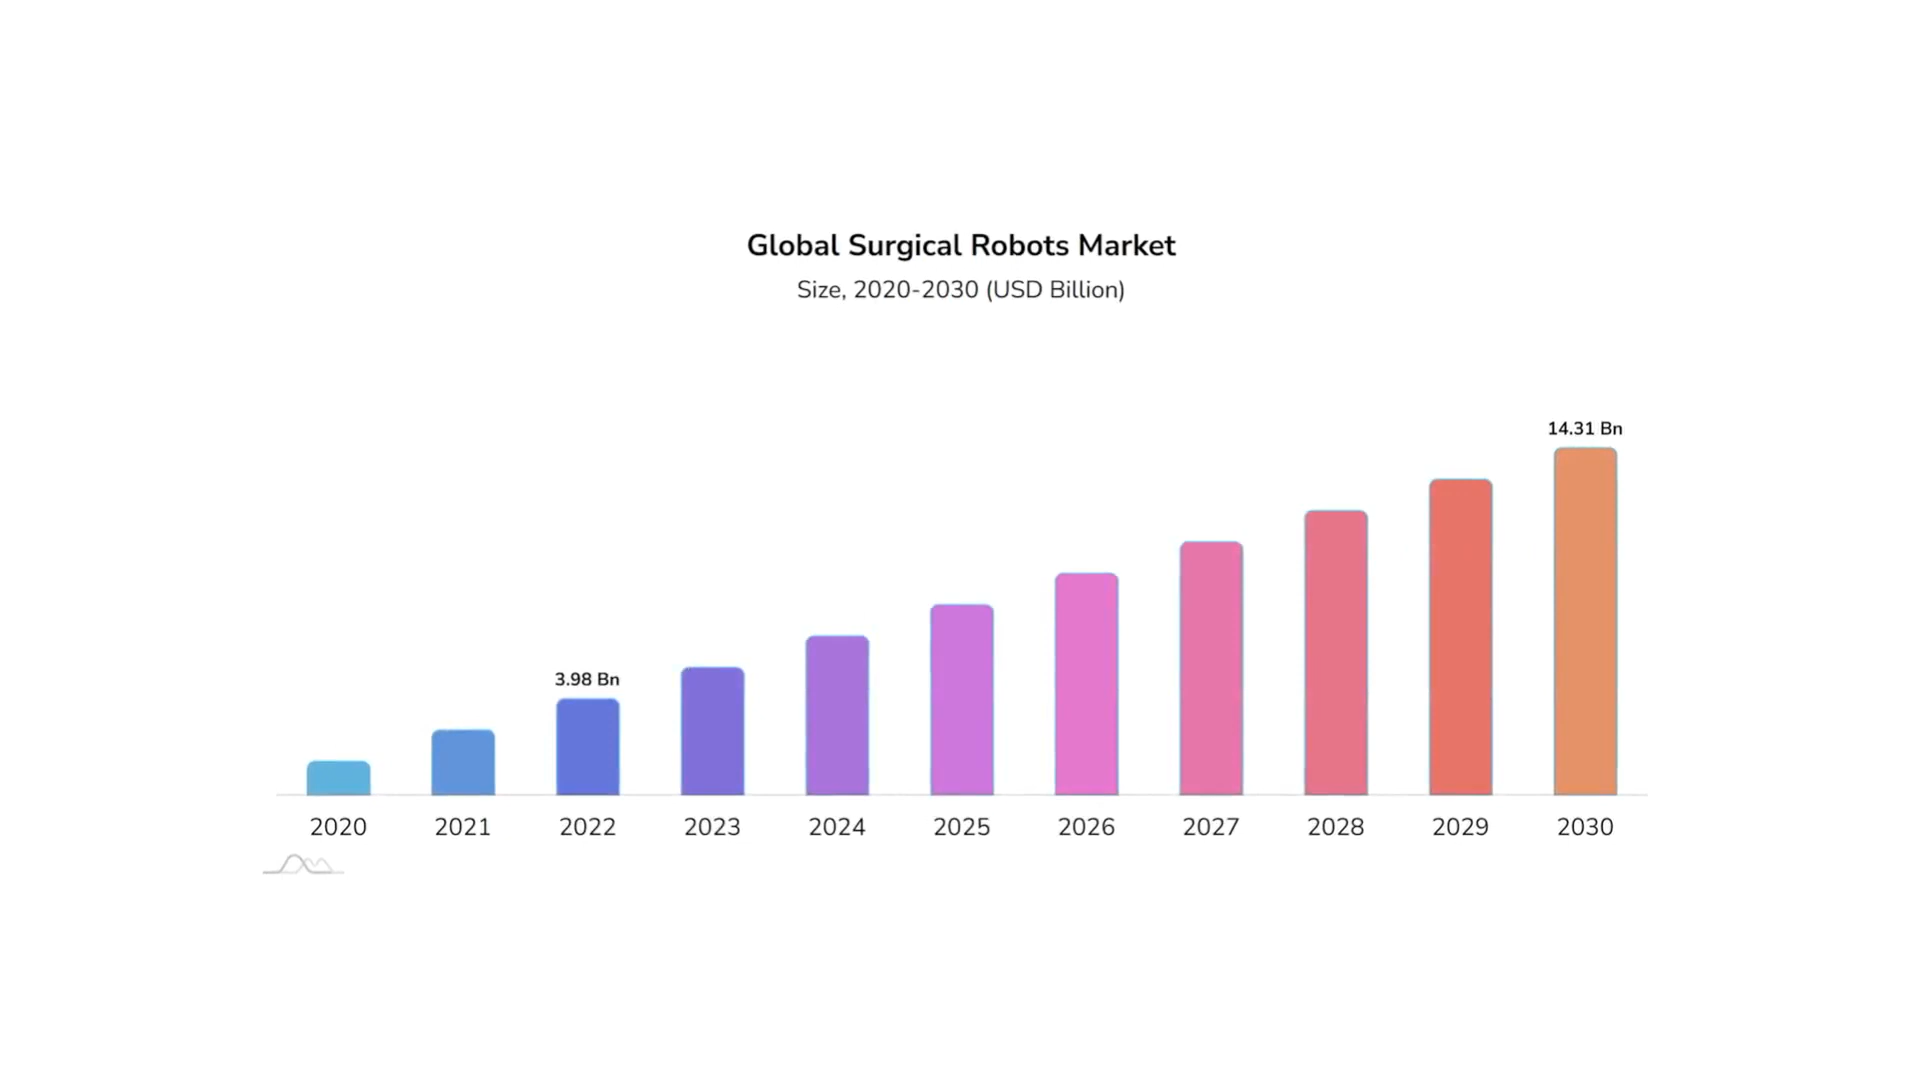 Global Surgical Robots Market
Size, 2020-2030 (USD Billion)
14.31 Bn
3.98 Bn
2020 2021 2022 2023 2024 2025 2026 2027 2028 2029 2030